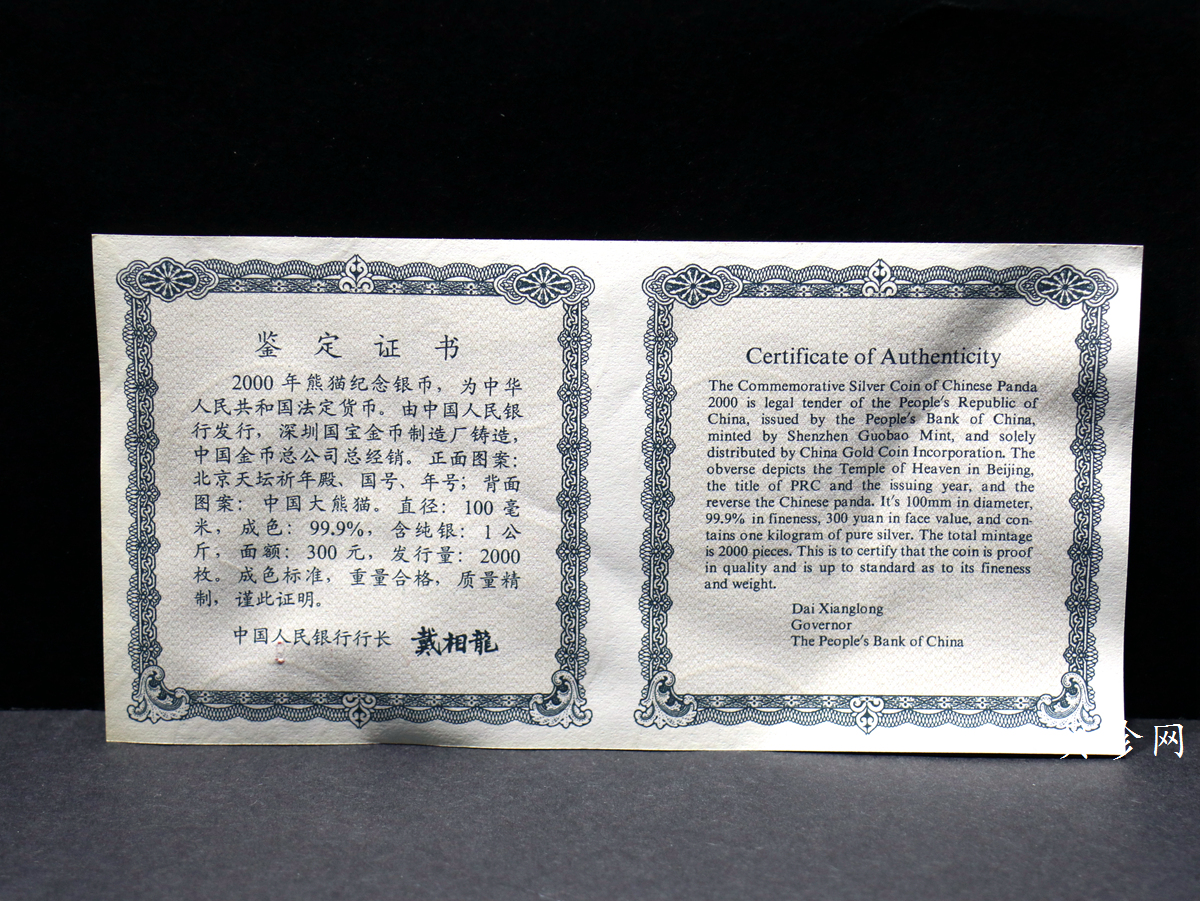 鉴定证书
2000 年熊猫纪念银币，为中华
人民共和国法定货币。由中国人民银
行发行，深圳国宝金币制造厂铸造，
中国金币总公司总经销。正面图案：
北京天坛祈年殿、国号、年号；背面
图案：中国大熊猫。直径：100 毫
米，成色：99.9%，含纯银：1 公
斤，面额：300 元，发行量：2000
枚。成色标准，重量合格，质量精
制，谨此证明。
中国人民银行行长 戴相龍
Certificate of Authenticity
The Commemorative Silver Coin of Chinese Panda
2000 is legal tender of the People's Republic of
China, issued by the People's Bank of China,
minted by Shenzhen Guobao Mint, and solely
distributed by China Gold Coin Incorporation. The
obverse depicts the Temple of Heaven in Beijing,
the title of PRC and the issuing year, and the
reverse the Chinese panda. It's 100mm in diameter,
99.9% in fineness, 300 yuan in face value, and con-
tains one kilogram of pure silver. The total mintage
is 2000 pieces. This is to certify that the coin is proof
in quality and is up to standard as to its fineness
and weight.
Dai Xianglong
Governor
The People's Bank of China
网